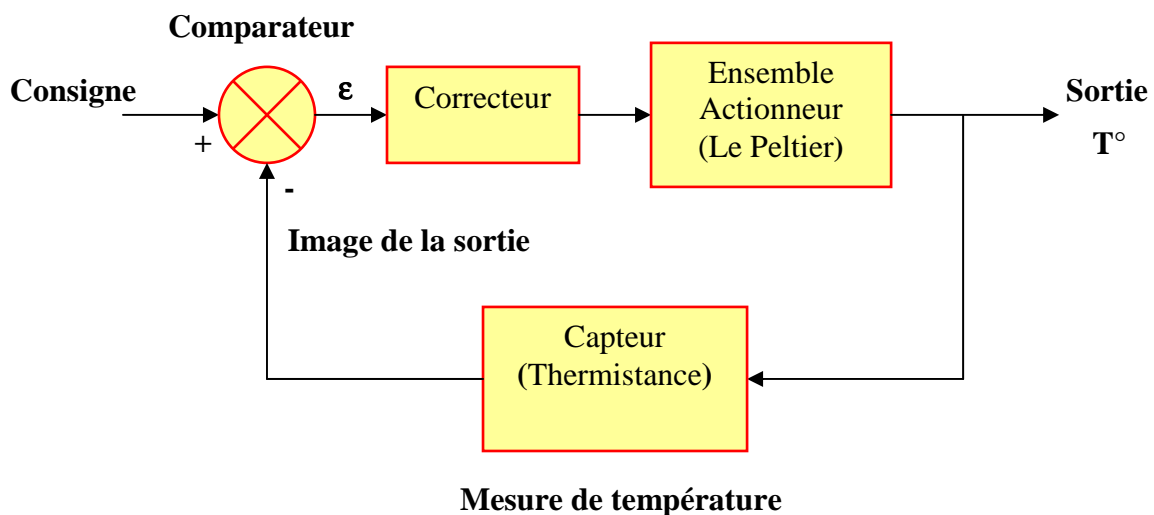 Comparateur
Consigne
+
ε
Correcteur
Ensemble
Actionneur
(Le Peltier)
Sortie
T°
-
Image de la sortie
Capteur
(Thermistance)
Mesure de température